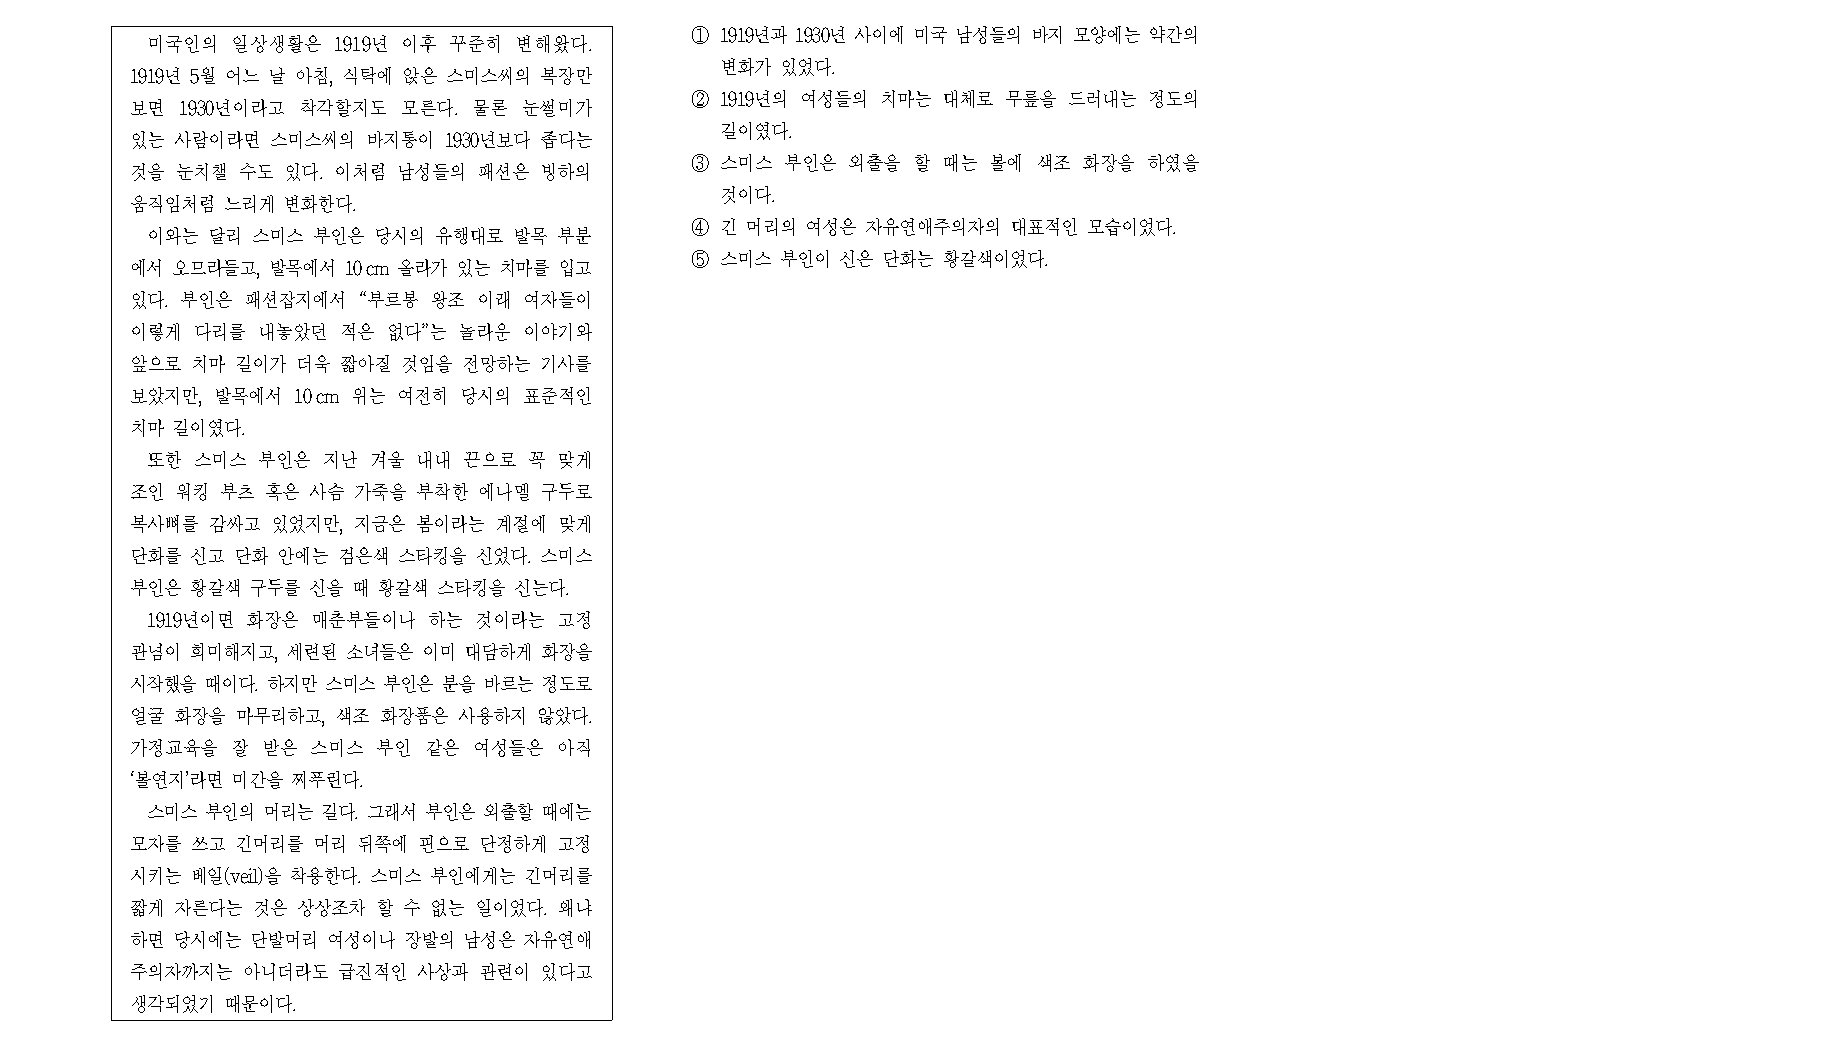 미국인의 일상생활은 1919년 이후 꾸준히 변해왔다.
1919년 5월 어느 날 아침, 식탁에 앉은 스미스씨의 복장만
보면 1930년이라고 착각할지도 모른다. 물론 눈썰미가
있는 사람이라면 스미스씨의 바지통이 1930년보다 좁다는
것을 눈치챌 수도 있다. 이처럼 남성들의 패션은 빙하의
움직임처럼 느리게 변화한다.
이와는 달리 스미스 부인은 당시의 유행대로 발목 부분
에서 오므라들고, 발목에서 10 cm 올라가 있는 치마를 입고
있다. 부인은 패션잡지에서 “부르봉 왕조 이래 여자들이
이렇게 다리를 내놓았던 적은 없다”는 놀라운 이야기와
앞으로 치마 길이가 더욱 짧아질 것임을 전망하는 기사를
보았지만, 발목에서 10 cm 위는 여전히 당시의 표준적인
치마 길이였다.
또한 스미스 부인은 지난 겨울 내내 끈으로 꼭 맞게
조인 워킹 부츠 혹은 사슴 가죽을 부착한 에나멜 구두로
복사뼈를 감싸고 있었지만, 지금은 봄이라는 계절에 맞게
단화를 신고 단화 안에는 검은색 스타킹을 신었다. 스미스
부인은 황갈색 구두를 신을 때 황갈색 스타킹을 신는다.
1919년이면 화장은 매춘부들이나 하는 것이라는 고정
관념이 희미해지고, 세련된 소녀들은 이미 대담하게 화장을
시작했을 때이다. 하지만 스미스 부인은 분을 바르는 정도로
얼굴 화장을 마무리하고, 색조 화장품은 사용하지 않았다.
가정교육을 잘 받은 스미스 부인 같은 여성들은 아직
‘볼연지’라면 미간을 찌푸린다.
스미스 부인의 머리는 길다. 그래서 부인은 외출할 때에는
모자를 쓰고 긴머리를 머리 뒤쪽에 핀으로 단정하게 고정
시키는 베일(veil)을 착용한다. 스미스 부인에게는 긴머리를
짧게 자른다는 것은 상상조차 할 수 없는 일이었다. 왜냐
하면 당시에는 단발머리 여성이나 장발의 남성은 자유연애
주의자까지는 아니더라도 급진적인 사상과 관련이 있다고
생각되었기 때문이다.
① 1919년과 1930년 사이에 미국 남성들의 바지 모양에는 약간의
변화가 있었다.
② 1919년의 여성들의 치마는 대체로 무릎을 드러내는 정도의
길이였다.
③ 스미스 부인은 외출을 할 때는 볼에 색조 화장을 하였을
것이다.
④ 긴 머리의 여성은 자유연애주의자의 대표적인 모습이었다.
⑤ 스미스 부인이 신은 단화는 황갈색이었다.